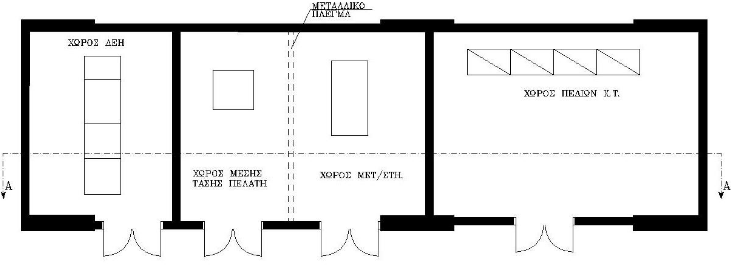 ΜΕΤΑΛΛΙΚΟ
ΠΛΕΓΜΑ
ΧΩΡΟΣ ΔΕΗ
ΧΩΡΟΣ ΠΕΔΙΩΝ Κ.Τ.
ΧΩΡΟΣ ΜΕΣΗΣ
ΤΑΣΗΣ ΠΕΛΑΤΗ
ΧΩΡΟΣ ΜΕΤ/ΣΤΗ.
Α
Α